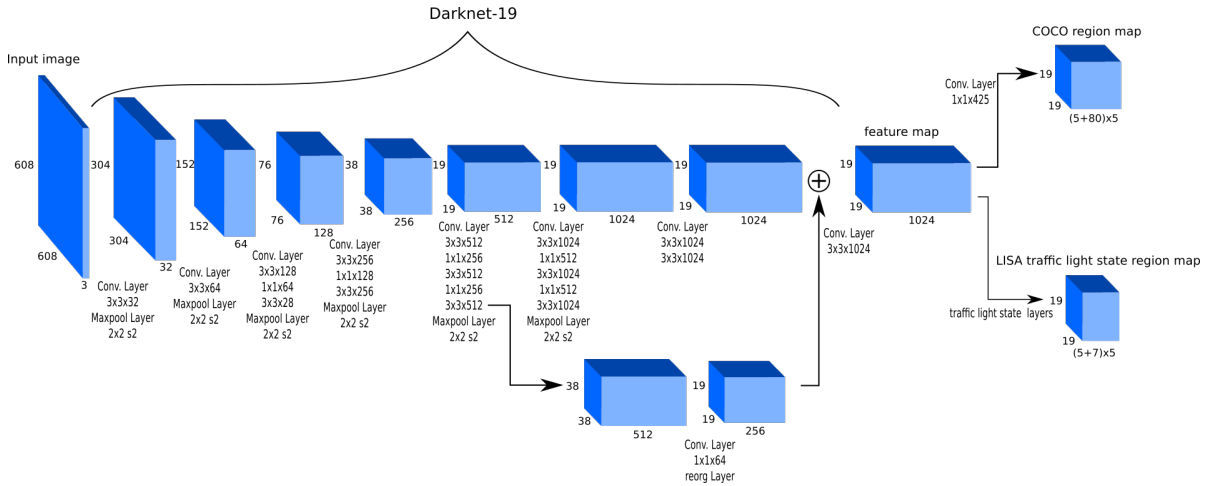 Darknet-19
Input image
608
608
3
Conv. Layer
3x3x32
Maxpool Layer
2x2 s2
304
304
32
Conv. Layer
3x3x64
Maxpool Layer
2x2 s2
152
152
64
Conv. Layer
3x3x128
1x1x64
3x3x28
Maxpool Layer
2x2 s2
76
76
128
Conv. Layer
3x3x256
1x1x128
3x3x256
Maxpool Layer
2x2 s2
38
38
256
Conv. Layer
3x3x512
1x1x256
3x3x512
1x1x256
3x3x512
Maxpool Layer
2x2 s2
19
19
512
Conv. Layer
3x3x1024
1x1x512
3x3x1024
1x1x512
3x3x1024
Maxpool Layer
2x2 s2
19
19
1024
Conv. Layer
3x3x1024
3x3x1024
19
19
1024
38
38
512
Conv. Layer
1x1x64
reorg Layer
19
19
256
Conv. Layer
3x3x1024
feature map
19
19
1024
Conv. Layer
1x1x425
COCO region map
19
19
(5+80)x5
traffic light state layers
LISA traffic light state region map
19
19
(5+7)x5